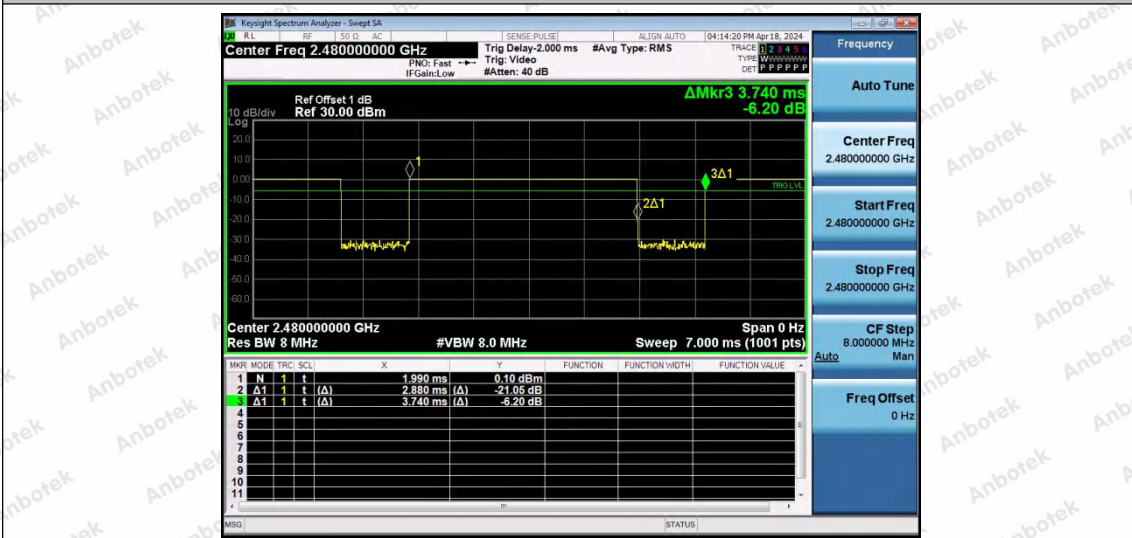 Keysight Spectrum Analyzer - Swept SA
LXI RL RF 50 Ω AC SENSE:PULSE ALIGN AUTO 04:14:20 PM Apr 18, 2024
Center Freq 2.480000000 GHz
Trig Delay-2.000 ms #Avg Type: RMS
PNO: Fast Trig: Video
IFGain:Low #Atten: 40 dB
TRACE 1 2 3 4 5 6
TYPE W
DET P P P P P P
Frequency
ΔMkr3 3.740 ms
-6.20 dB
Ref Offset 1 dB
10 dB/div Ref 30.00 dBm
Log
20.0
10.0
0.00
-10.0
-20.0
-30.0
-40.0
-50.0
-60.0
1
2Δ1
3Δ1
TRIG LVL
Center 2.480000000 GHz Span 0 Hz
Res BW 8 MHz #VBW 8.0 MHz Sweep 7.000 ms (1001 pts)
MKR MODE TRC SCL X Y FUNCTION FUNCTION WIDTH FUNCTION VALUE
1 N 1 t 1.990 ms 0.10 dBm
2 Δ1 1 t (Δ) 2.880 ms (Δ) -21.05 dB
3 Δ1 1 t (Δ) 3.740 ms (Δ) -6.20 dB
4
5
6
7
8
9
10
11
MSG STATUS
Auto Tune
Center Freq
2.480000000 GHz
Start Freq
2.480000000 GHz
Stop Freq
2.480000000 GHz
CF Step
8.000000 MHz
Auto Man
Freq Offset
0 Hz
Anbotek